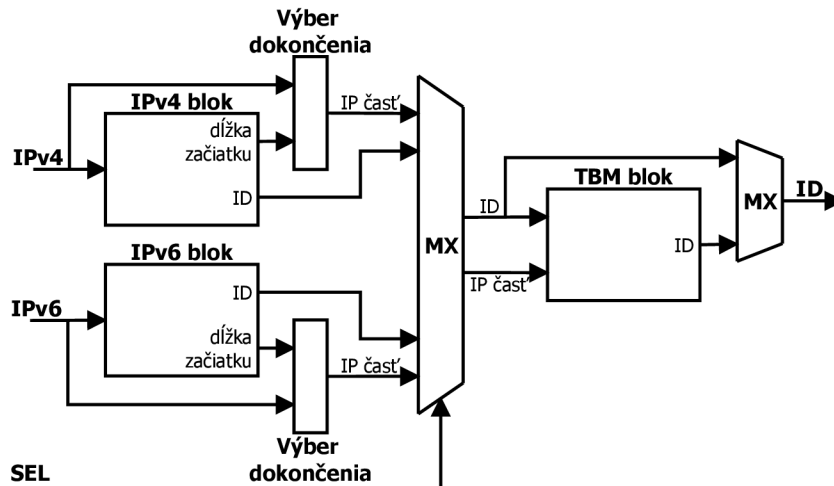 Výber
dokončenia
IPv4 blok
IP časť
dĺžka
začiatku
IPv4
ID
TBM blok
ID
MX
ID
IPv6 blok
ID
MX
ID
IP časť
IPv6
dĺžka
začiatku
IP časť
Výber
dokončenia
SEL